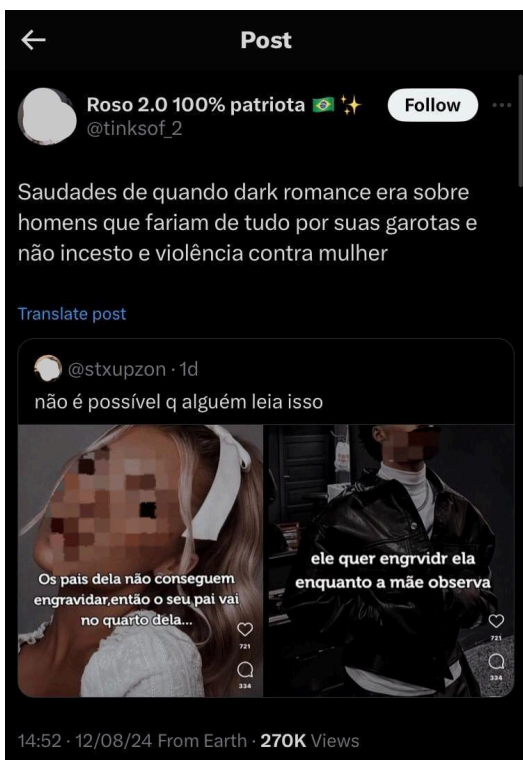 Post
Roso 2.0 100% patriota 🇧🇷 ✨
Follow
@tinksof_2
Saudades de quando dark romance era sobre
homens que fariam de tudo por suas garotas e
não incesto e violência contra mulher
Translate post
@stxupzon · 1d
não é possível q alguém leia isso
Os pais dela não conseguem
engravidar,então o seu pai vai
no quarto dela...
721
334
ele quer engrvidr ela
enquanto a mãe observa
721
334
14:52 · 12/08/24 From Earth · 270K Views